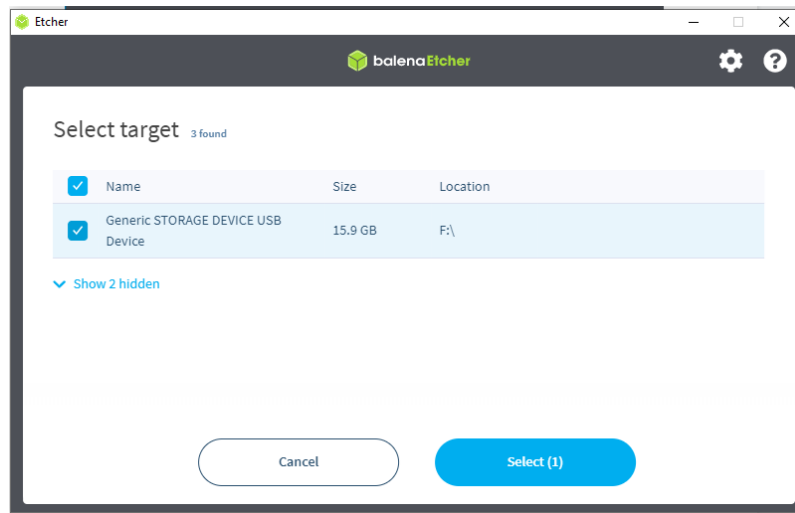 Etcher
balenaEtcher
Select target 3 found
Name Size Location
Generic STORAGE DEVICE USB
Device 15.9 GB F:\
Show 2 hidden
Cancel Select (1)